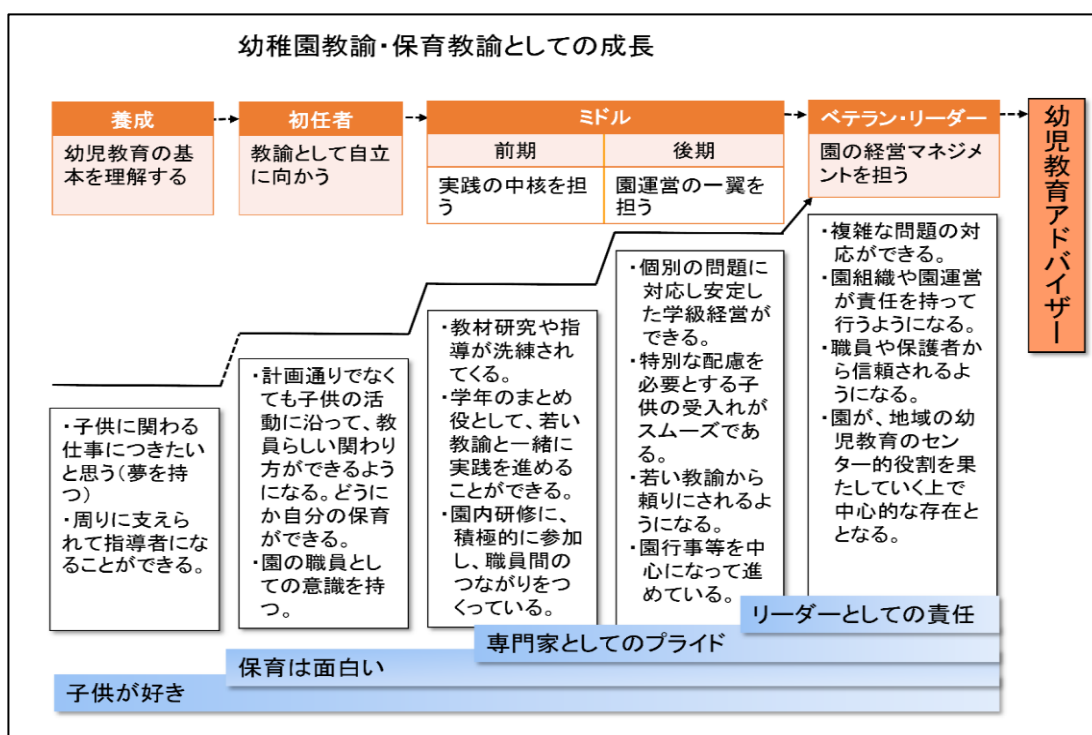 幼稚園教諭・保育教諭としての成長
養成
幼児教育の基
本を理解する
初任者
教諭として自立
に向かう
ミドル
前期
実践の中核を担
う
後期
園運営の一翼を
担う
ベテラン・リーダー
園の経営マネジメ
ントを担う
幼児教育アドバイザー
・子供に関わる
仕事につきたい
と思う(夢を持
つ)
・周りに支えら
れて指導者にな
ることができる。
・計画通りでなく
ても子供の活
動に沿って、教
員らしい関わり
方ができるよう
になる。どうに
か自分の保育
ができる。
・園の職員とし
ての意識を持
つ。
・教材研究や指
導が洗練され
てくる。
・学年のまとめ
役として、若い
教諭と一緒に
実践を進める
ことができる。
・園内研修に、
積極的に参加
し、職員間の
つながりをつ
くっている。
・個別の問題に
対応し安定し
た学級経営が
できる。
・特別な配慮を
必要とする子
供の受入れが
スムーズであ
る。
・若い教諭から
頼りにされるよ
うになる。
・園行事等を中
心になって進
めている。
・複雑な問題の対
応ができる。
・園組織や園運営
が責任を持って
行うようになる。
・職員や保護者か
ら信頼されるよ
うになる。
・園が、地域の幼
児教育のセン
ター的役割を果
たしていく上で
中心的な存在と
となる。
リーダーとしての責任
専門家としてのプライド
保育は面白い
子供が好き